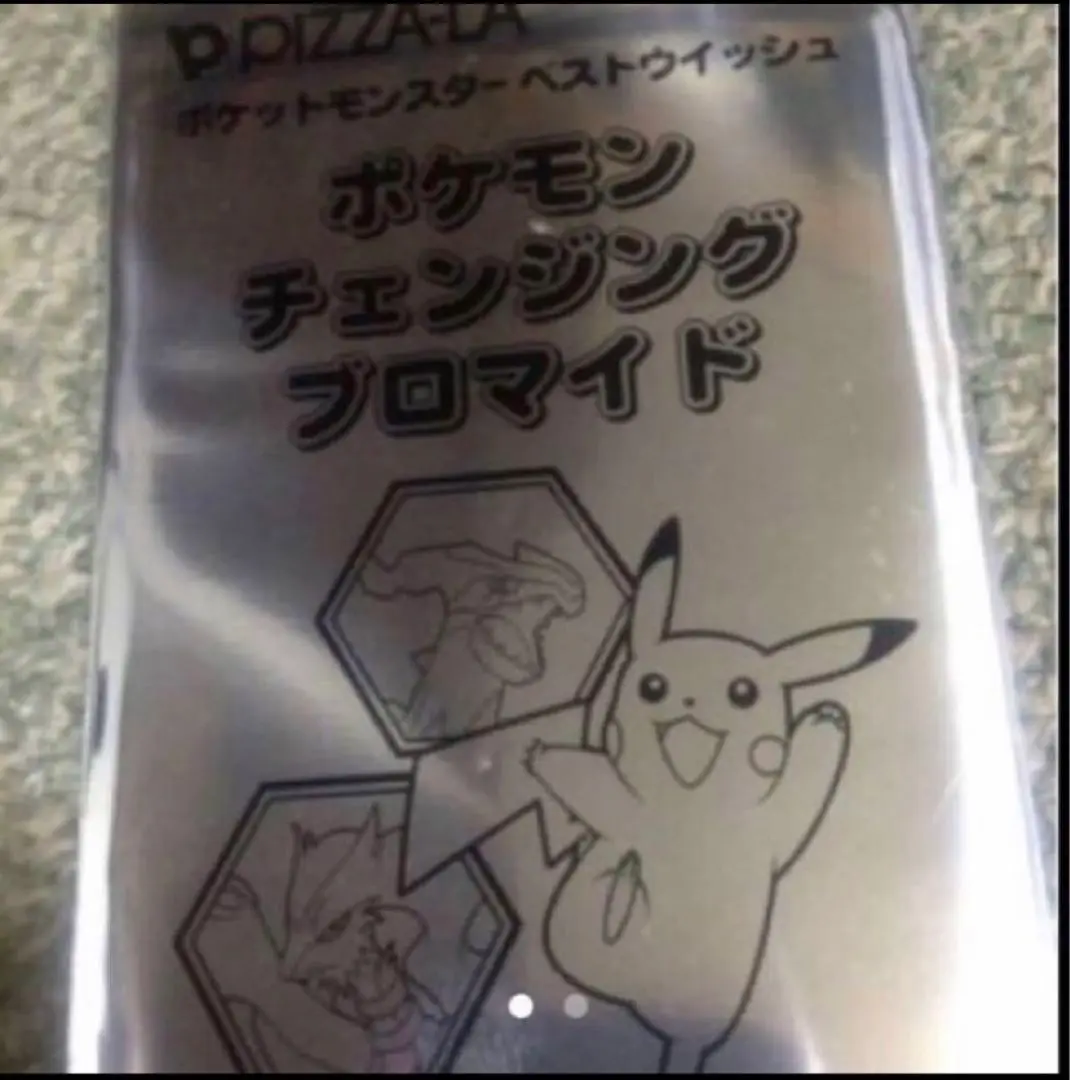 p PIZZA-LA
ポケットモンスター ベストウイッシュ
ポケモン
チェンジング
ブロマイド